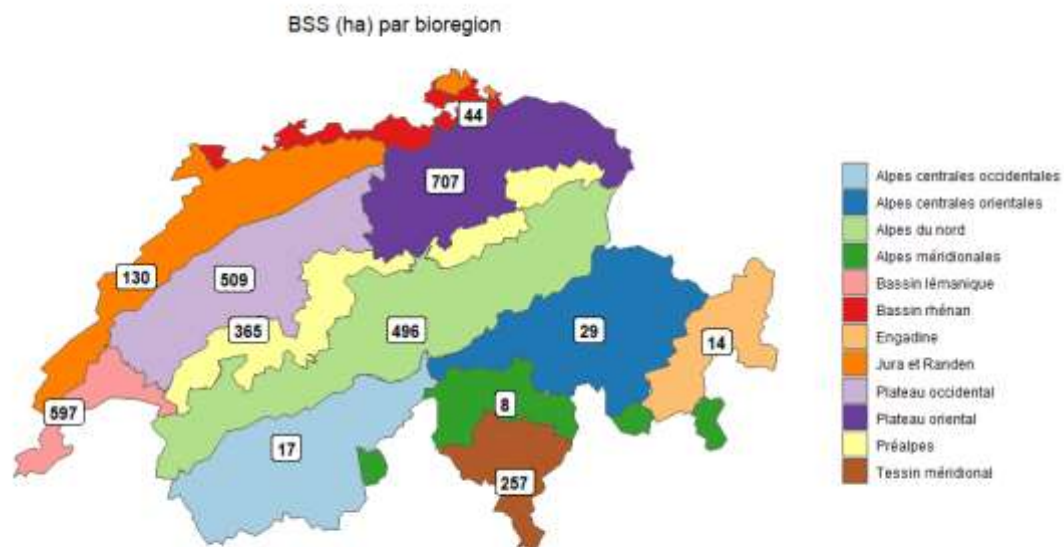 BSS (ha) par bioregion
44
707
130
509
365
496
29
14
597
8
17
257
Alpes centrales occidentales
Alpes centrales orientales
Alpes du nord
Alpes méridionales
Bassin lémanique
Bassin rhénan
Engadine
Jura et Randen
Plateau occidental
Plateau oriental
Préalpes
Tessin méridional